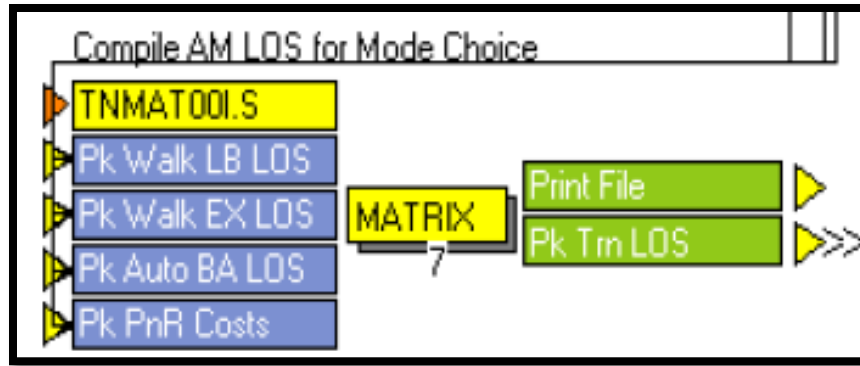 Compile AM LOS for Mode Choice
TNMAT00I.S
Pk Walk LB LOS
Pk Walk EX LOS
Pk Auto BA LOS
Pk PnR Costs
MATRIX
7
Print File
Pk Trn LOS